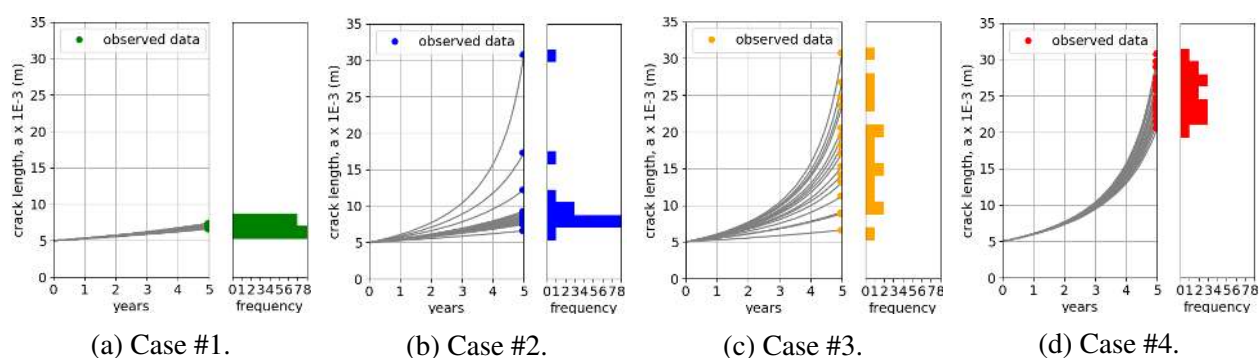 35
30
25
20
15
10
5
0
crack length, a x 1E-3 (m)
observed data
0 1 2 3 4 5
years
012345678
frequency
(a) Case #1.
35
30
25
20
15
10
5
0
crack length, a x 1E-3 (m)
observed data
0 1 2 3 4 5
years
012345678
frequency
(b) Case #2.
35
30
25
20
15
10
5
0
crack length, a x 1E-3 (m)
observed data
0 1 2 3 4 5
years
012345678
frequency
(c) Case #3.
35
30
25
20
15
10
5
0
crack length, a x 1E-3 (m)
observed data
0 1 2 3 4 5
years
012345678
frequency
(d) Case #4.